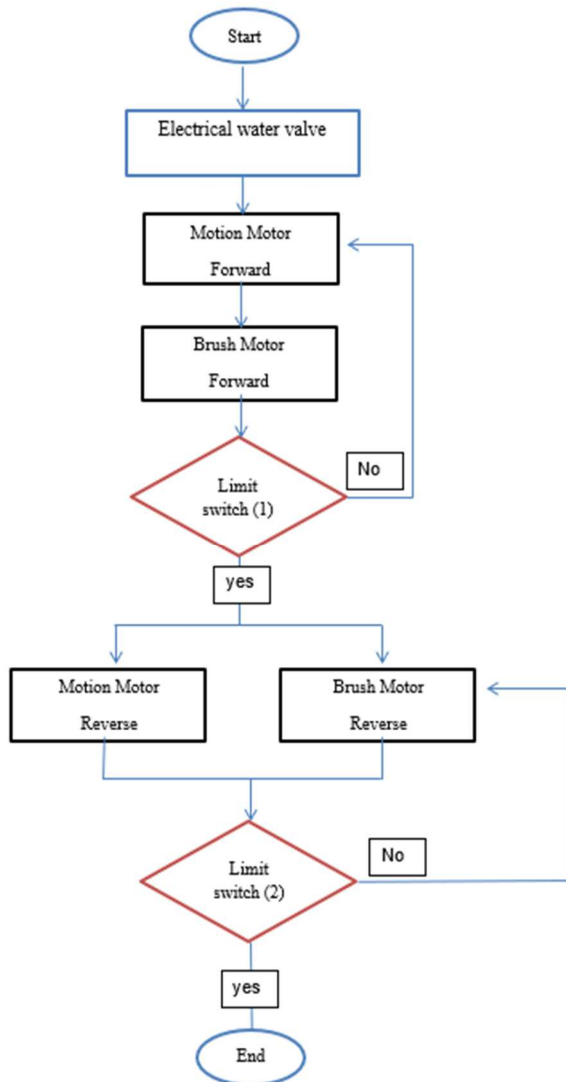 Start
Electrical water valve
Motion Motor
Forward
Brush Motor
Forward
No
Limit
switch (1)
yes
Motion Motor
Reverse
Brush Motor
Reverse
No
Limit
switch (2)
yes
End